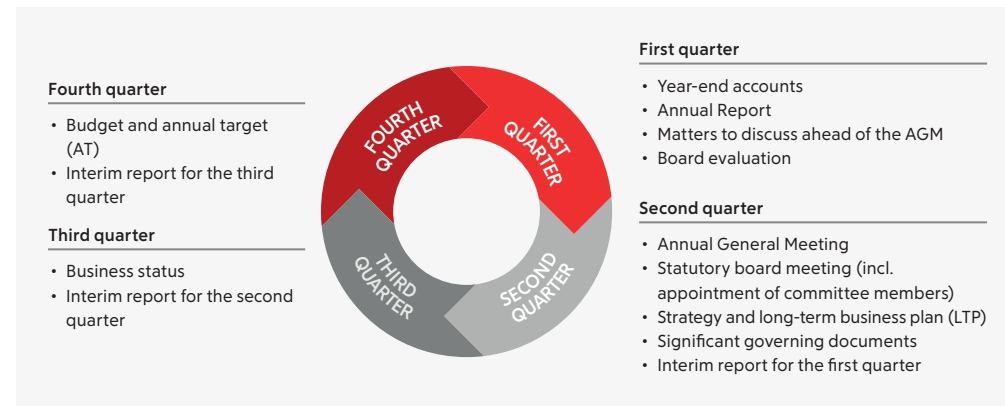 First quarter
• Year-end accounts
• Annual Report
• Matters to discuss ahead of the AGM
• Board evaluation
Second quarter
• Annual General Meeting
• Statutory board meeting (incl.
appointment of committee members)
• Strategy and long-term business plan (LTP)
• Significant governing documents
• Interim report for the first quarter
Third quarter
• Business status
• Interim report for the second
quarter
Fourth quarter
• Budget and annual target
(AT)
• Interim report for the third
quarter
FIRST
QUARTER
SECOND
QUARTER
THIRD
QUARTER
FOURTH
QUARTER